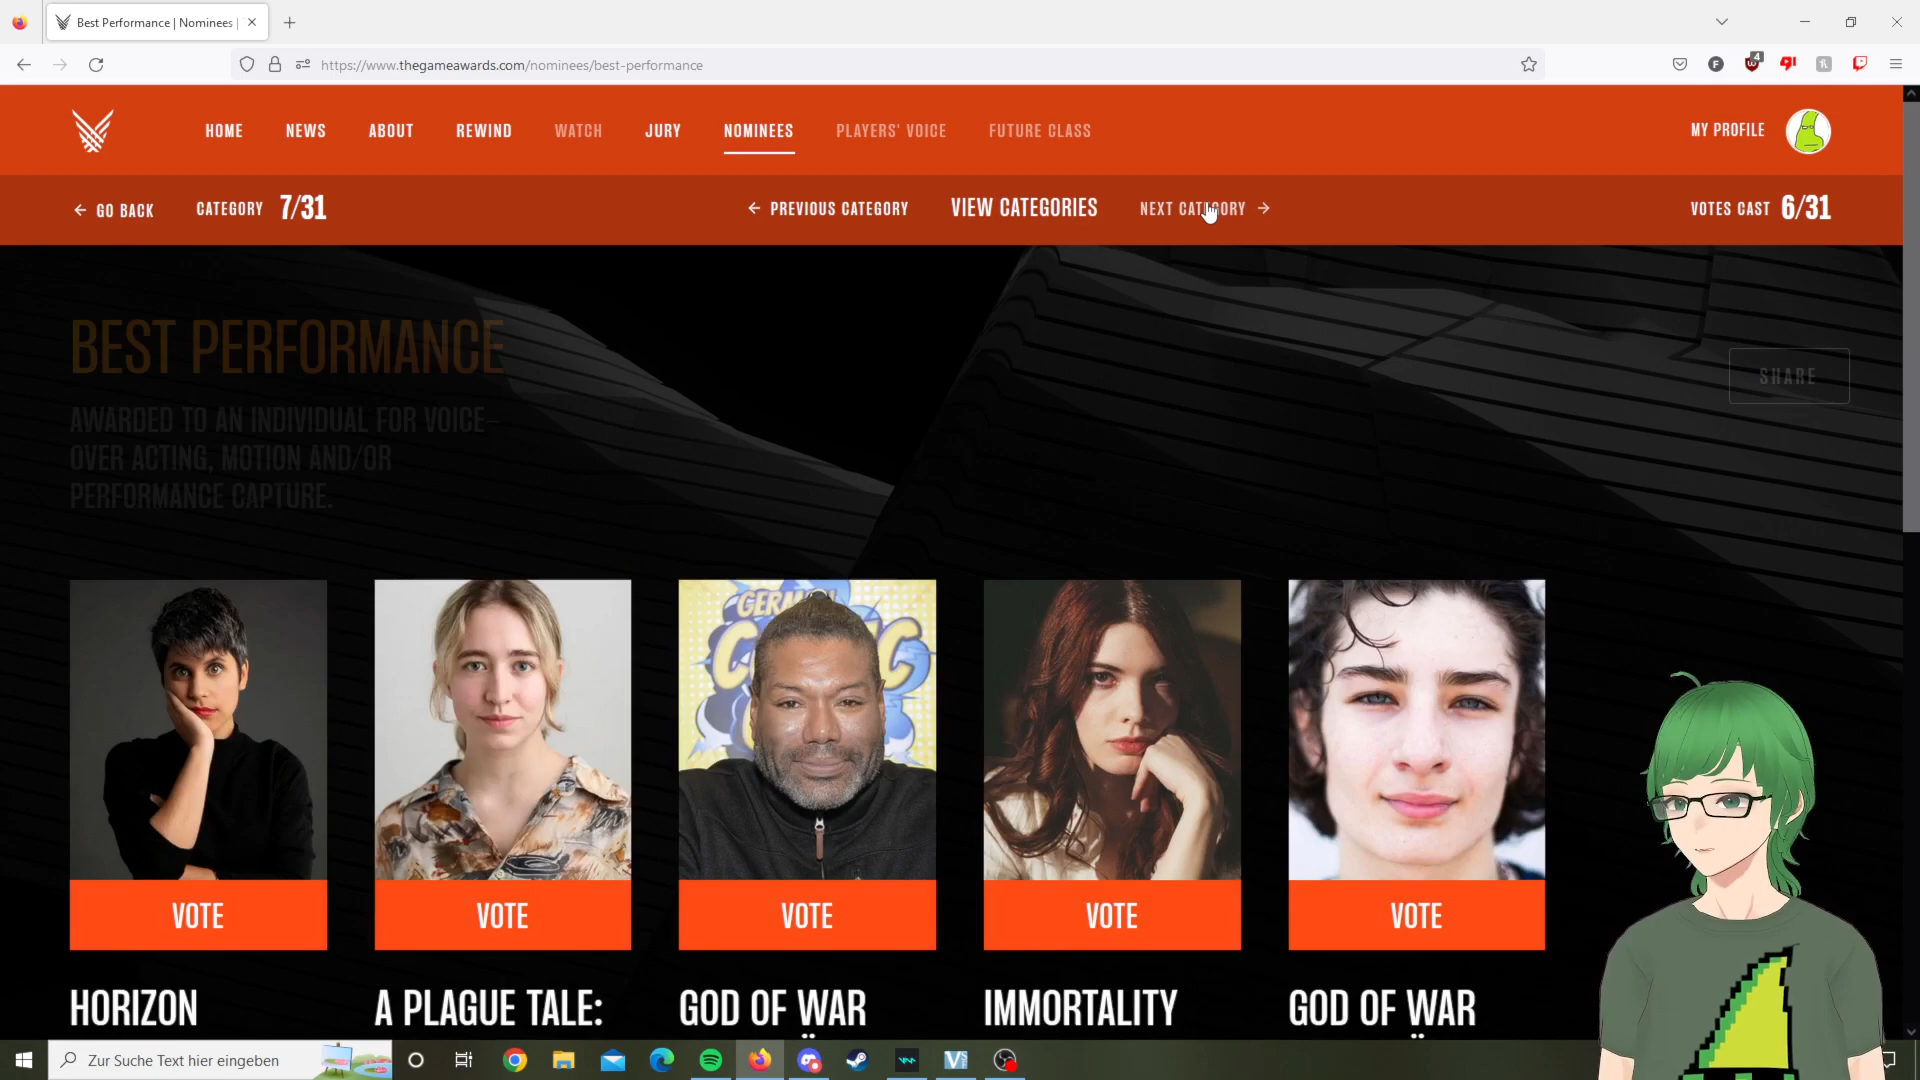 Best Performance | Nominees |
https://www.thegameawards.com/nominees/best-performance
4
HOME NEWS ABOUT REWIND WATCH JURY NOMINEES PLAYERS' VOICE FUTURE CLASS MY PROFILE
← GO BACK CATEGORY 7/31 ← PREVIOUS CATEGORY VIEW CATEGORIES NEXT CATEGORY → VOTES CAST 6/31
BEST PERFORMANCE
SHARE
AWARDED TO AN INDIVIDUAL FOR VOICE-
OVER ACTING, MOTION AND/OR
PERFORMANCE CAPTURE.
GERMAN
VOTE VOTE VOTE VOTE VOTE
HORIZON A PLAGUE TALE: GOD OF WAR IMMORTALITY GOD OF WAR
Zur Suche Text hier eingeben